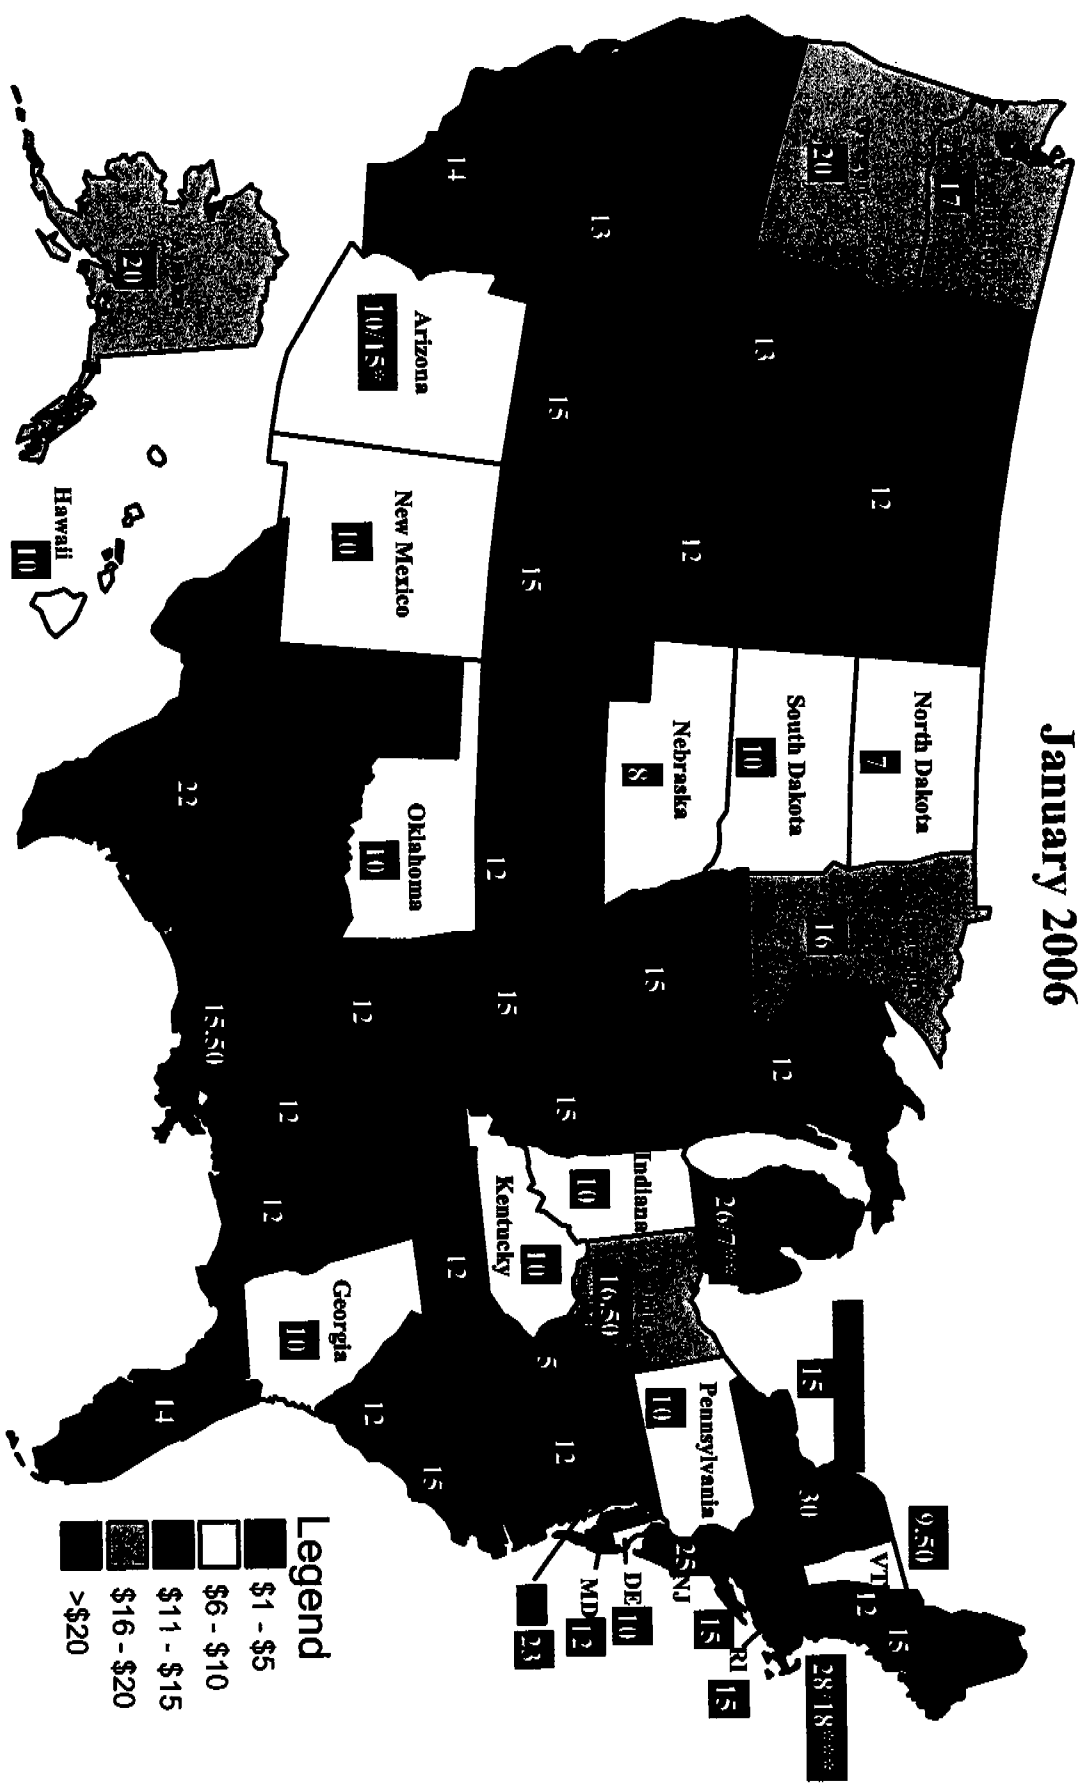 January 2006
17
20
12
North Dakota
7
South Dakota
10
Nebraska
8
16
12
9.50
VT
12
15
28/18****
15
30
13
12
13
14
15
15
Arizona
10/15*
New Mexico
10
12
Oklahoma
10
22
15
15
12
15.50
15
Indiana
10
16.50
Kentucky
10
Pennsylvania
10
NJ
25
RI
15
15
DE
10
MD
12
23
5
12
15
12
12
12
12
Georgia
10
14
20
Hawaii
10
Legend
$1 - $5
$6 - $10
$11 - $15
$16 - $20
>$20